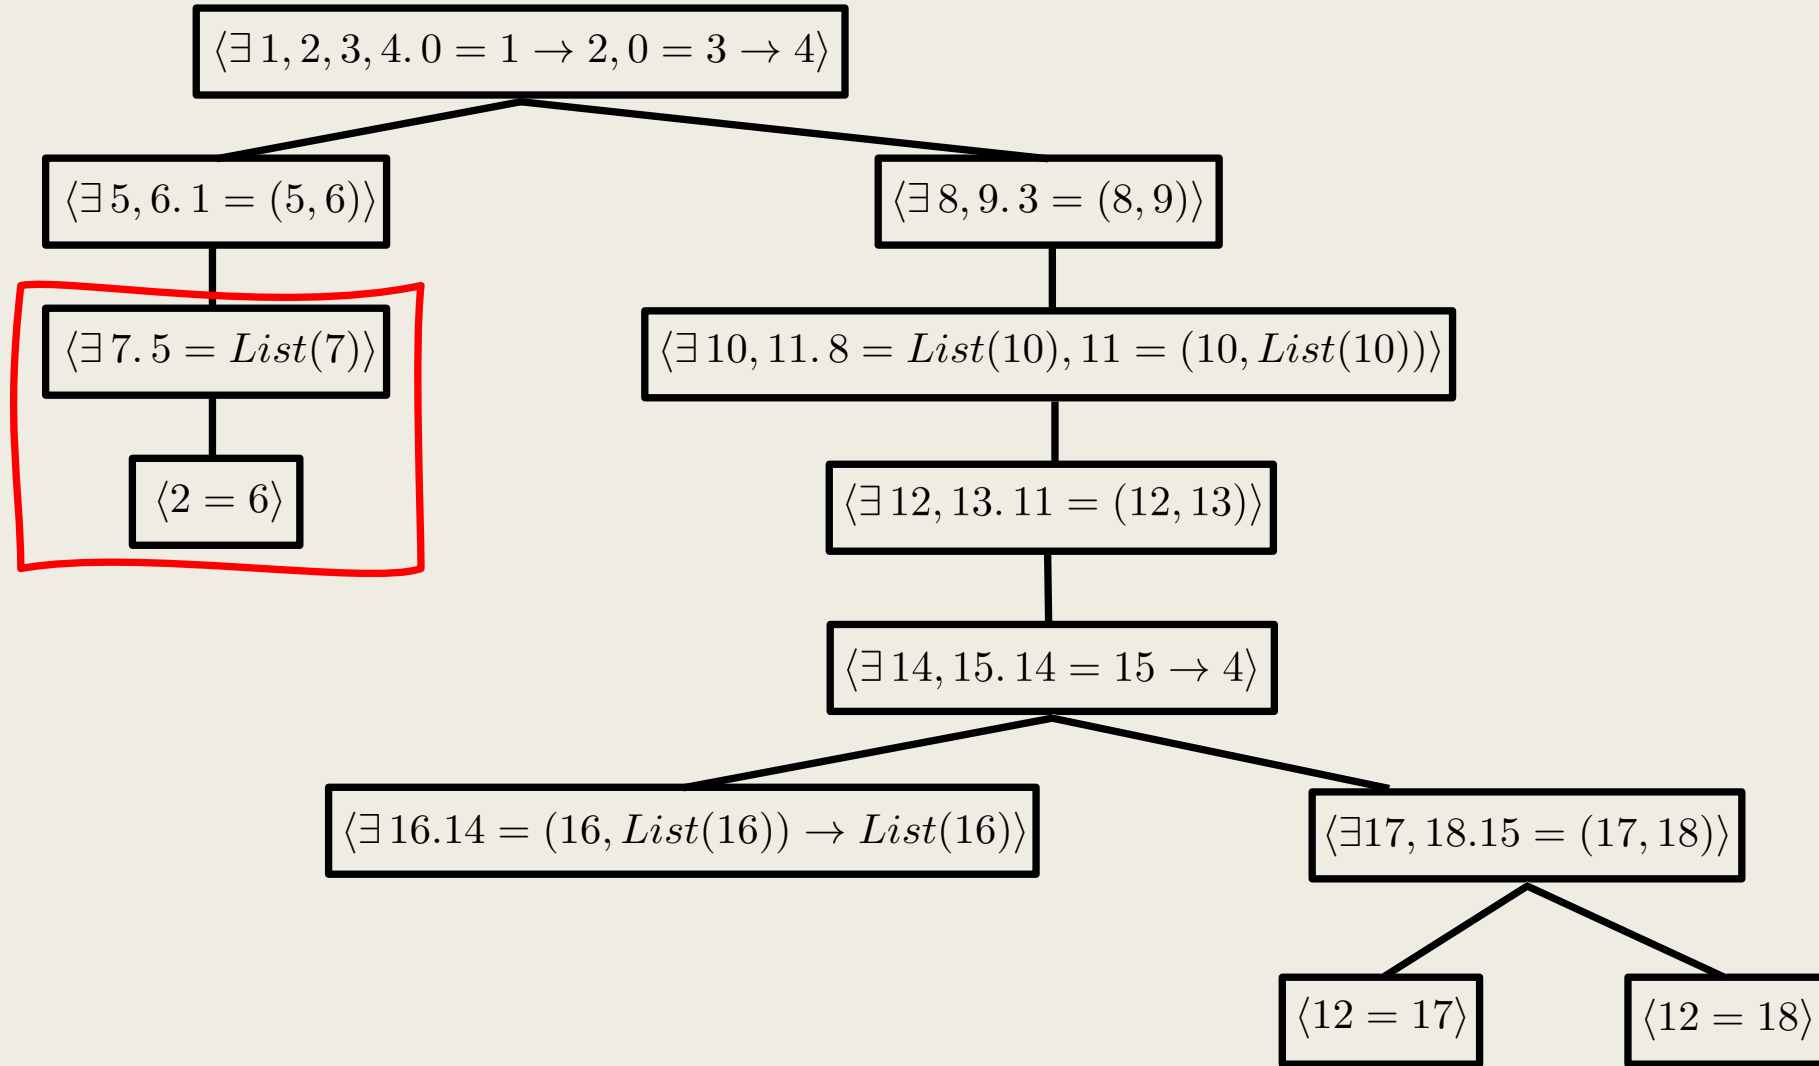 ⟨∃ 1, 2, 3, 4. 0 = 1 → 2, 0 = 3 → 4⟩
⟨∃ 5, 6. 1 = (5, 6)⟩
⟨∃ 8, 9. 3 = (8, 9)⟩
⟨∃ 7. 5 = List(7)⟩
⟨∃ 10, 11. 8 = List(10), 11 = (10, List(10))⟩
⟨2 = 6⟩
⟨∃ 12, 13. 11 = (12, 13)⟩
⟨∃ 14, 15. 14 = 15 → 4⟩
⟨∃ 16.14 = (16, List(16)) → List(16)⟩
⟨∃17, 18.15 = (17, 18)⟩
⟨12 = 17⟩
⟨12 = 18⟩